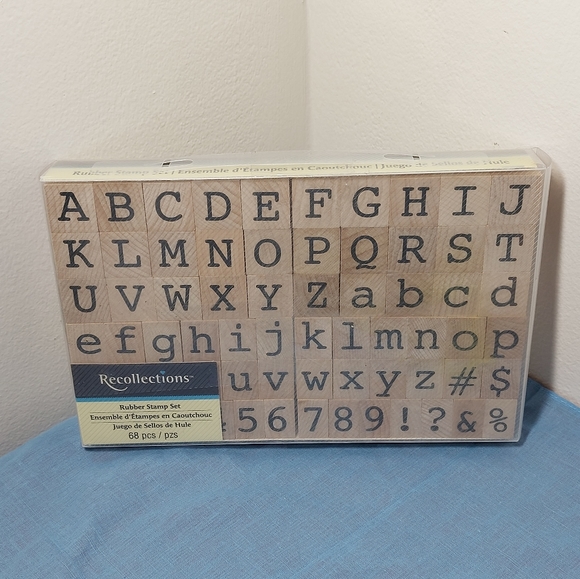 Rubber Stamp Set | Ensemble d'Étampes en Caoutchouc | Juego de Sellos de Hule
A B C D E F G H I J
K L M N O P Q R S T
U V W X Y Z a b c d
e f g h i j k l m n o p
u v w x y z # $
5 6 7 8 9 ! ? & %
Recollections™
Rubber Stamp Set
Ensemble d'Étampes en Caoutchouc
Juego de Sellos de Hule
68 pcs / pzs